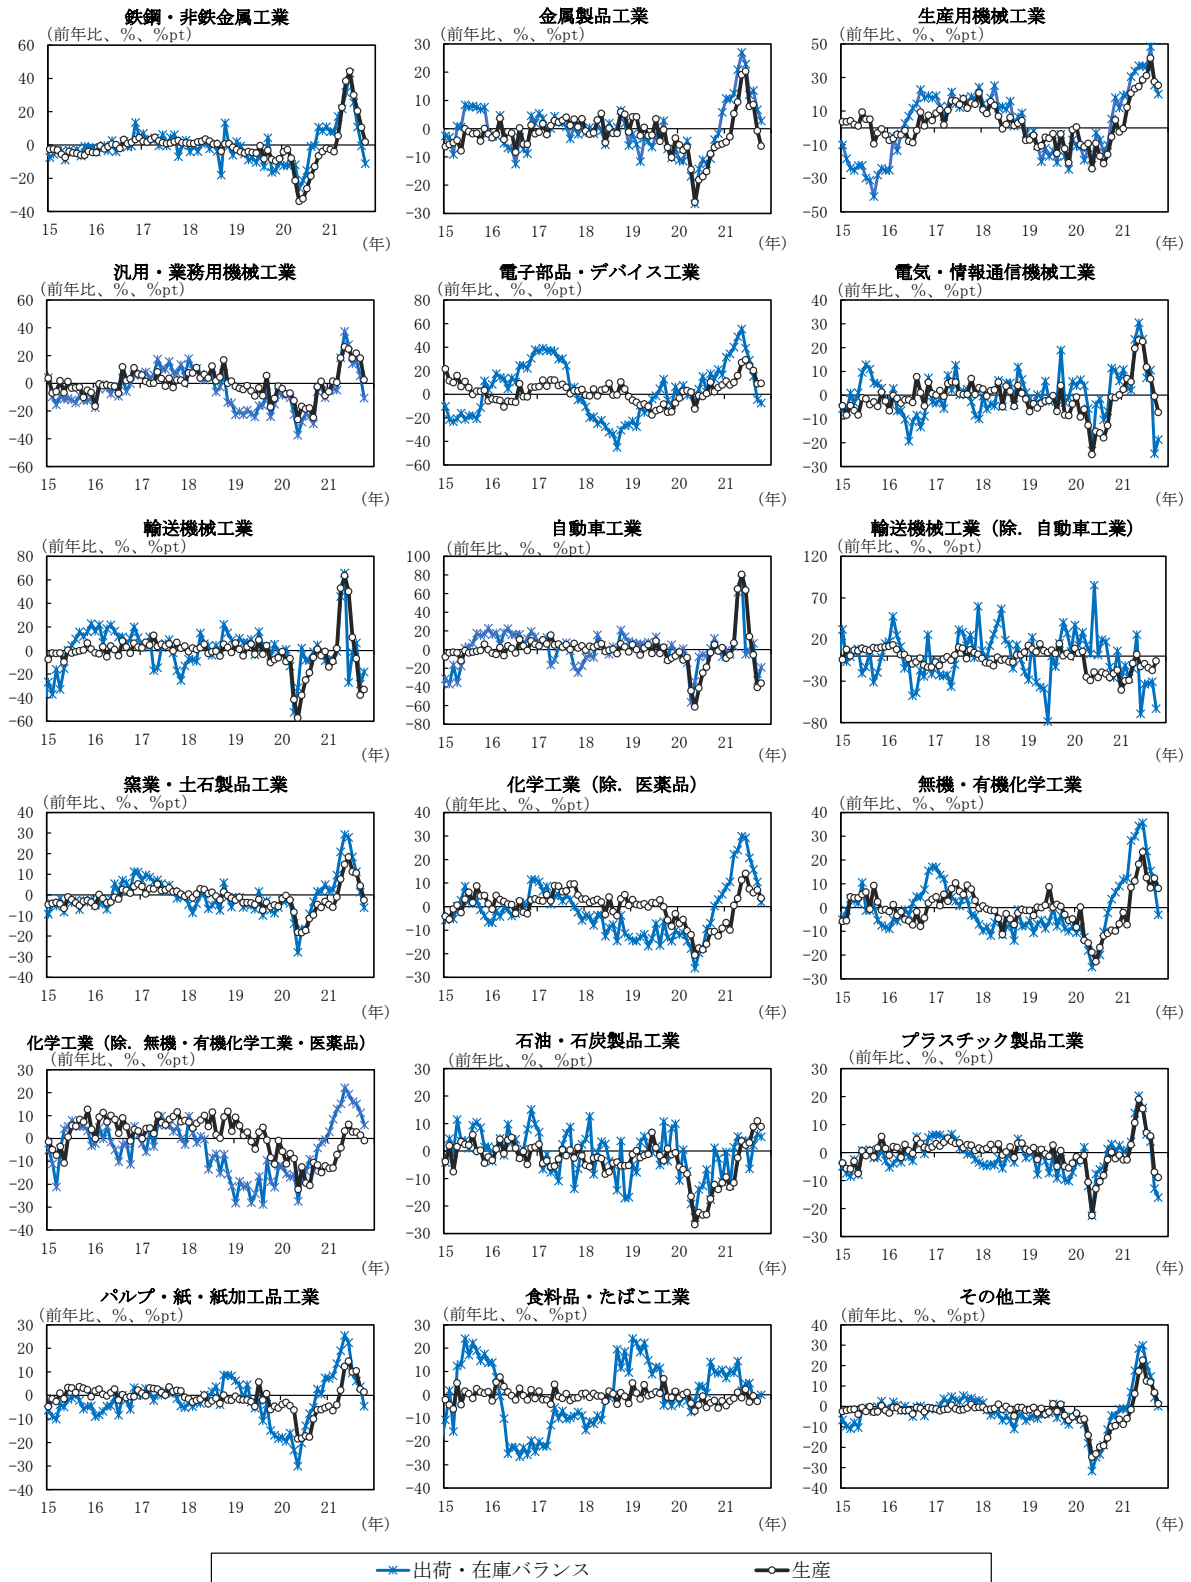 鉄鋼・非鉄金属工業
(前年比、%、%pt)
60
40
20
0
-20
-40
15 16 17 18 19 20 21
(年)
金属製品工業
(前年比、%、%pt)
30
20
10
0
-10
-20
-30
15 16 17 18 19 20 21
(年)
生産用機械工業
(前年比、%、%pt)
50
30
10
-10
-30
-50
15 16 17 18 19 20 21
(年)
汎用・業務用機械工業
(前年比、%、%pt)
60
40
20
0
-20
-40
-60
15 16 17 18 19 20 21
(年)
電子部品・デバイス工業
(前年比、%、%pt)
80
60
40
20
0
-20
-40
-60
15 16 17 18 19 20 21
(年)
電気・情報通信機械工業
(前年比、%、%pt)
40
30
20
10
0
-10
-20
-30
15 16 17 18 19 20 21
(年)
輸送機械工業
(前年比、%、%pt)
80
60
40
20
0
-20
-40
-60
15 16 17 18 19 20 21
(年)
自動車工業
(前年比、%、%pt)
100
80
60
40
20
0
-20
-40
-60
-80
15 16 17 18 19 20 21
(年)
輸送機械工業（除．自動車工業）
(前年比、%、%pt)
120
70
20
-30
-80
15 16 17 18 19 20 21
(年)
窯業・土石製品工業
(前年比、%、%pt)
40
30
20
10
0
-10
-20
-30
-40
15 16 17 18 19 20 21
(年)
化学工業（除．医薬品）
(前年比、%、%pt)
40
30
20
10
0
-10
-20
-30
15 16 17 18 19 20 21
(年)
無機・有機化学工業
(前年比、%、%pt)
40
30
20
10
0
-10
-20
-30
15 16 17 18 19 20 21
(年)
化学工業（除．無機・有機化学工業・医薬品）
(前年比、%、%pt)
30
20
10
0
-10
-20
-30
-40
15 16 17 18 19 20 21
(年)
石油・石炭製品工業
(前年比、%、%pt)
30
20
10
0
-10
-20
-30
15 16 17 18 19 20 21
(年)
プラスチック製品工業
(前年比、%、%pt)
30
20
10
0
-10
-20
-30
15 16 17 18 19 20 21
(年)
パルプ・紙・紙加工品工業
(前年比、%、%pt)
30
20
10
0
-10
-20
-30
-40
15 16 17 18 19 20 21
(年)
食料品・たばこ工業
(前年比、%、%pt)
30
20
10
0
-10
-20
-30
-40
15 16 17 18 19 20 21
(年)
その他工業
(前年比、%、%pt)
40
30
20
10
0
-10
-20
-30
-40
15 16 17 18 19 20 21
(年)
出荷・在庫バランス 生産